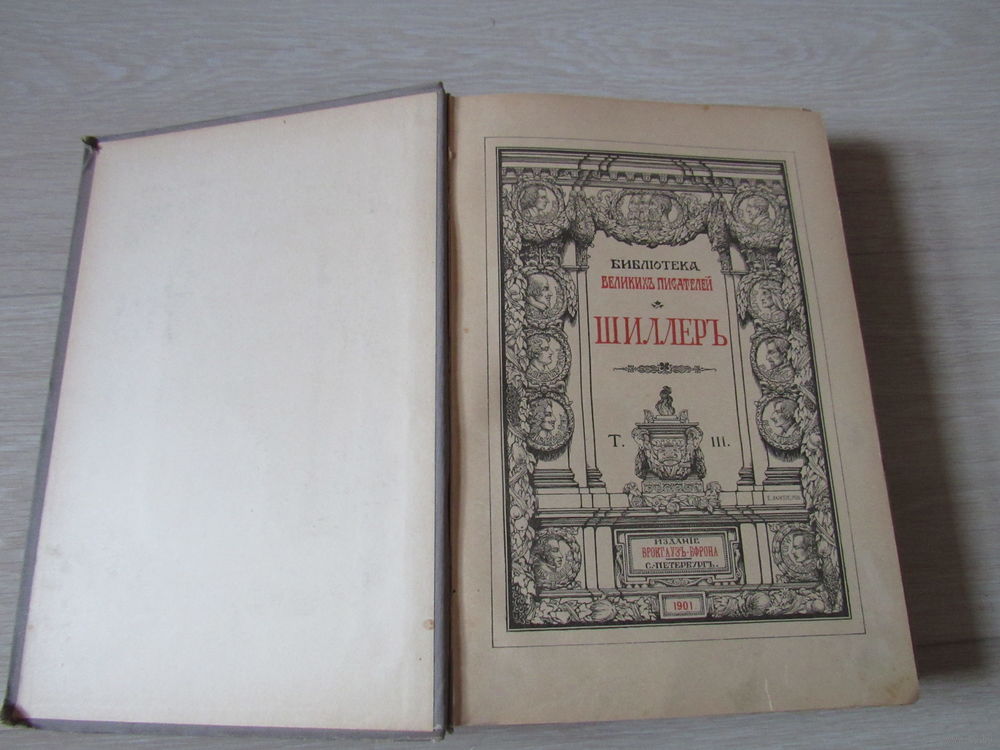 БИБЛІОТЕКА
ВЕЛИКИХЪ ПИСАТЕЛЕЙ
ШИЛЛЕРЪ
Т. III.
ИЗДАНІЕ
БРОКГАУЗЪ-ЕФРОНА
С.-ПЕТЕРБУРГЪ.
1901